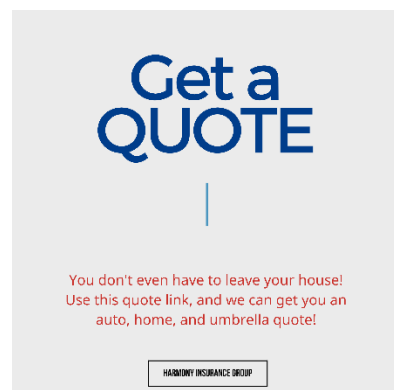 Get a
QUOTE
You don't even have to leave your house!
Use this quote link, and we can get you an
auto, home, and umbrella quote!
HARMONY INSURANCE GROUP